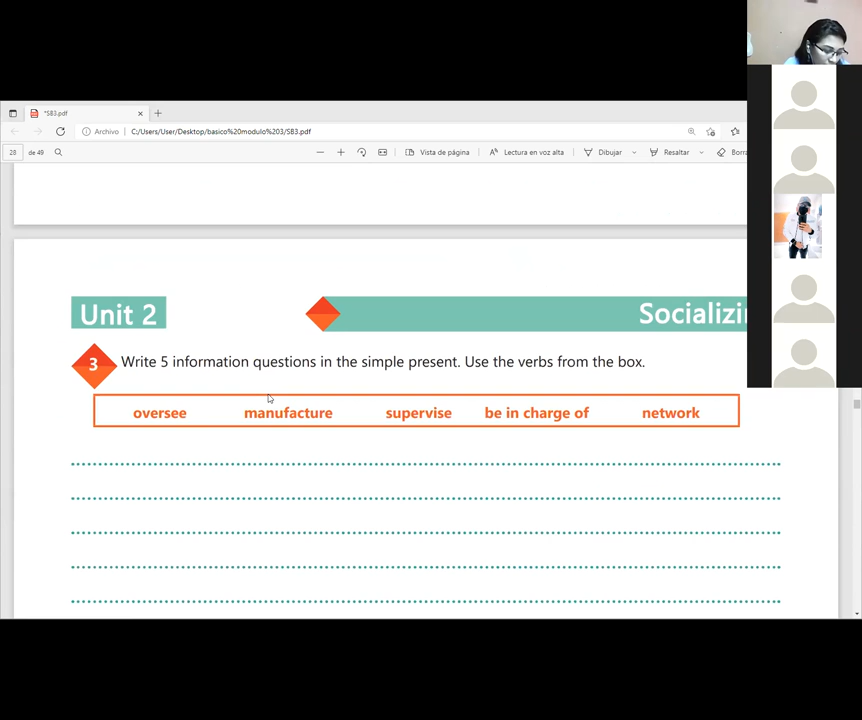 *SB3.pdf
Archivo C:/Users/User/Desktop/basico%20modulo%203/SB3.pdf
28 de 49 Vista de página Lectura en voz alta Dibujar Resaltar Borra
Unit 2
Socializin
3 Write 5 information questions in the simple present. Use the verbs from the box.
oversee manufacture supervise be in charge of network